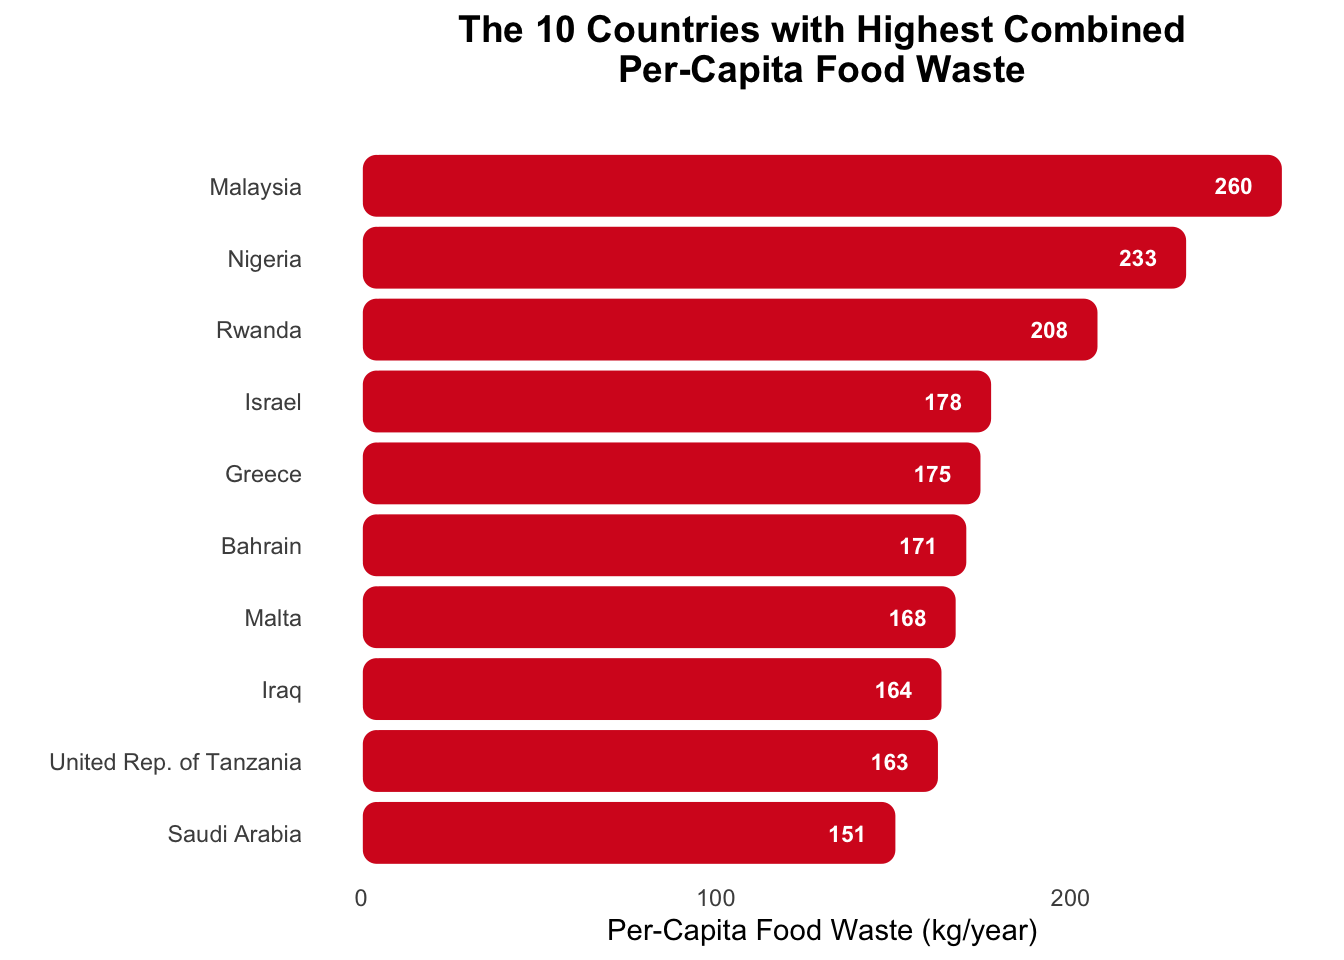 The 10 Countries with Highest Combined
Per-Capita Food Waste
Malaysia 260
Nigeria 233
Rwanda 208
Israel 178
Greece 175
Bahrain 171
Malta 168
Iraq 164
United Rep. of Tanzania 163
Saudi Arabia 151
0 100 200
Per-Capita Food Waste (kg/year)